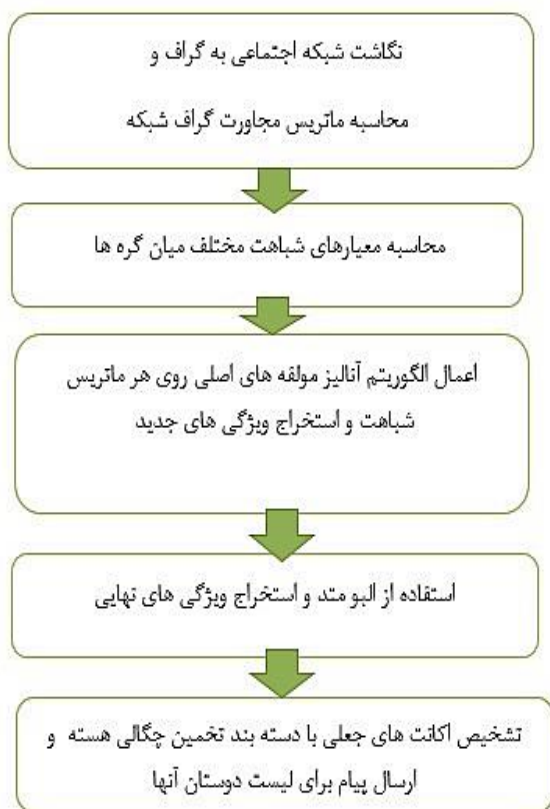 نگاشت شبکه اجتماعی به گراف و
محاسبه ماتریس مجاورت گراف شبکه
محاسبه معیارهای شباهت مختلف میان گره ها
اعمال الگوریتم آنالیز مولفه های اصلی روی هر ماتریس
شباهت و استخراج ویژگی های جدید
استفاده از البو متد و استخراج ویژگی های نهایی
تشخیص اکانت های جعلی با دسته بند تخمین چگالی هسته و
ارسال پیام برای لیست دوستان آنها